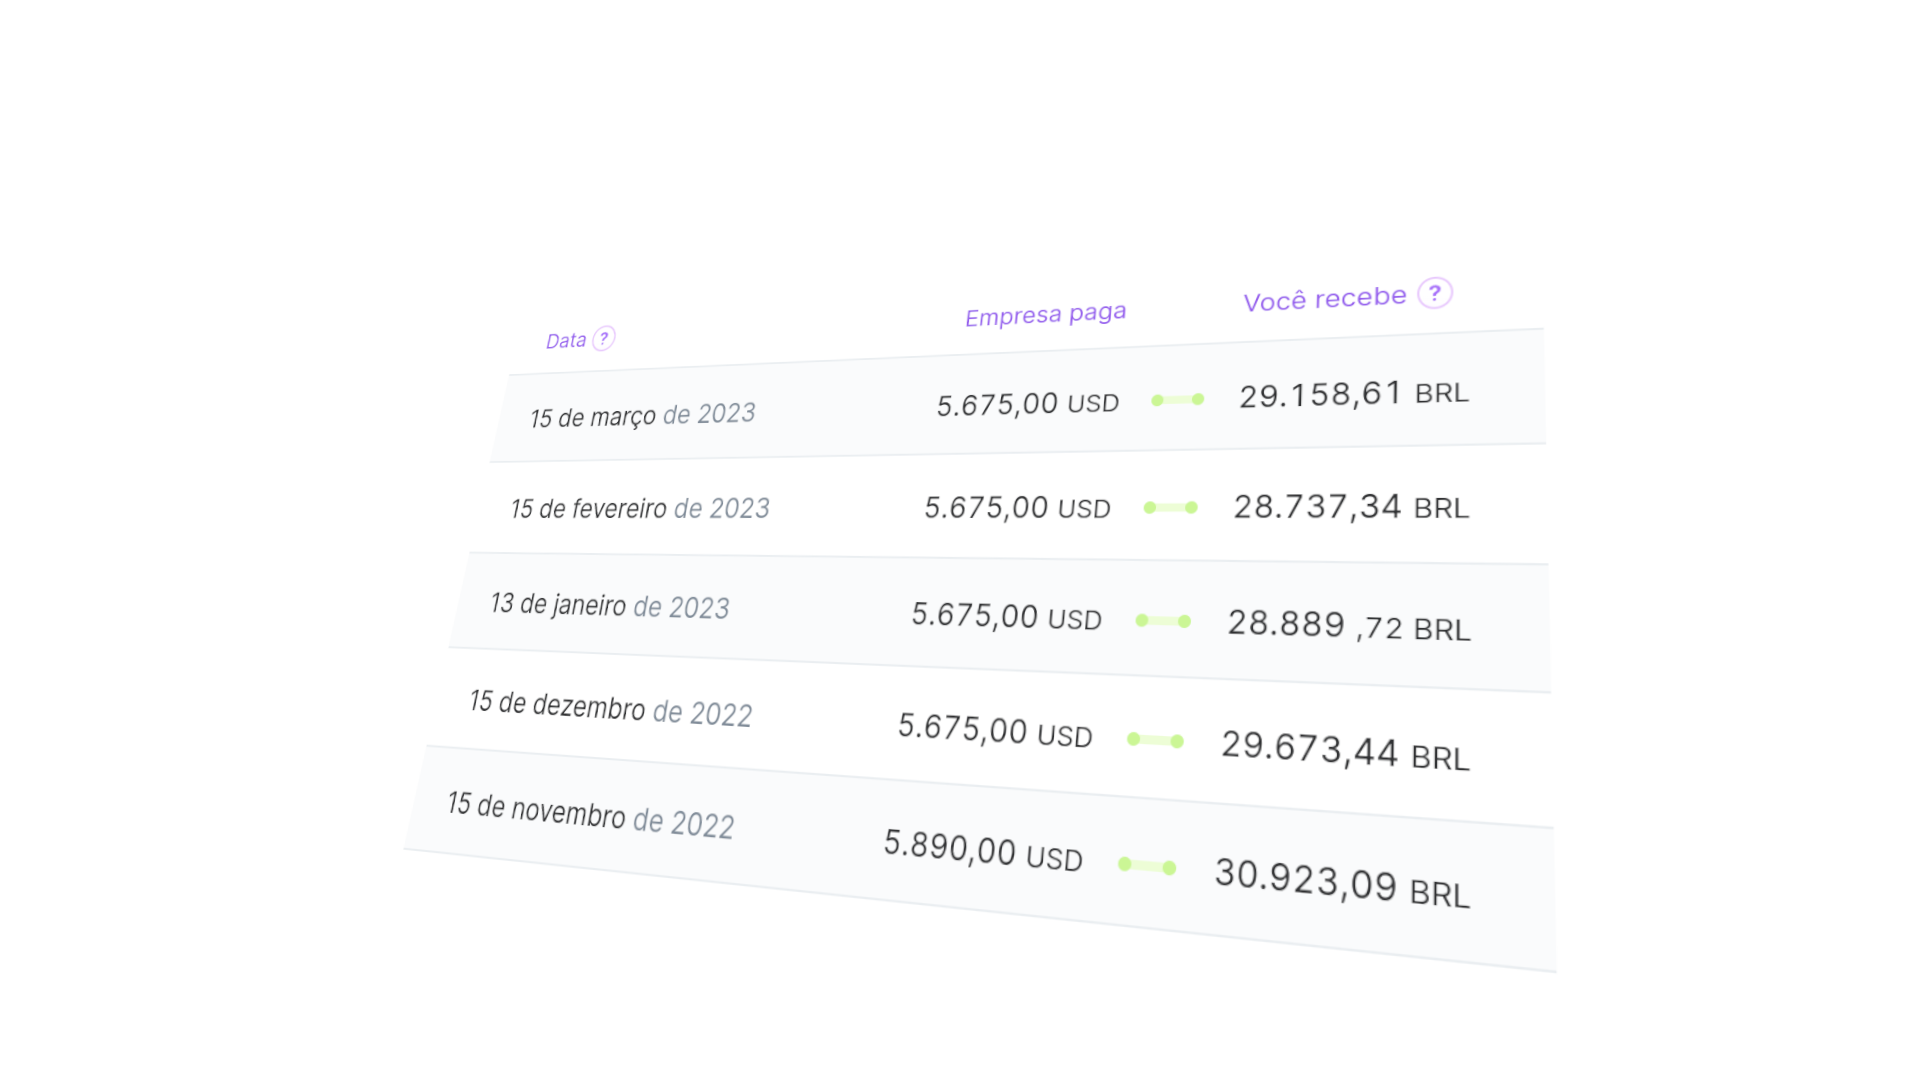 Data ? Empresa paga Você recebe ?
15 de março de 2023 5.675,00 USD 29.158,61 BRL
15 de fevereiro de 2023 5.675,00 USD 28.737,34 BRL
13 de janeiro de 2023 5.675,00 USD 28.889 ,72 BRL
15 de dezembro de 2022 5.675,00 USD 29.673,44 BRL
15 de novembro de 2022 5.890,00 USD 30.923,09 BRL